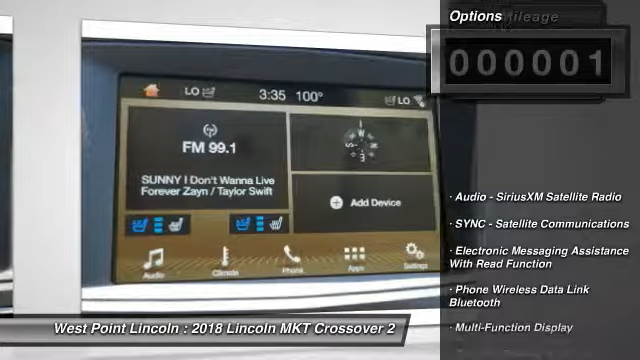 Options Mileage
000001
LO 3:35 100° LO
FM 99.1
SUNNY I Don't Wanna Live
Forever Zayn / Taylor Swift
W
N
S
E
Add Device
Audio Climate Phone Apps Settings
· Audio - SiriusXM Satellite Radio
· SYNC - Satellite Communications
· Electronic Messaging Assistance
With Read Function
· Phone Wireless Data Link
Bluetooth
· Multi-Function Display
West Point Lincoln : 2018 Lincoln MKT Crossover 2